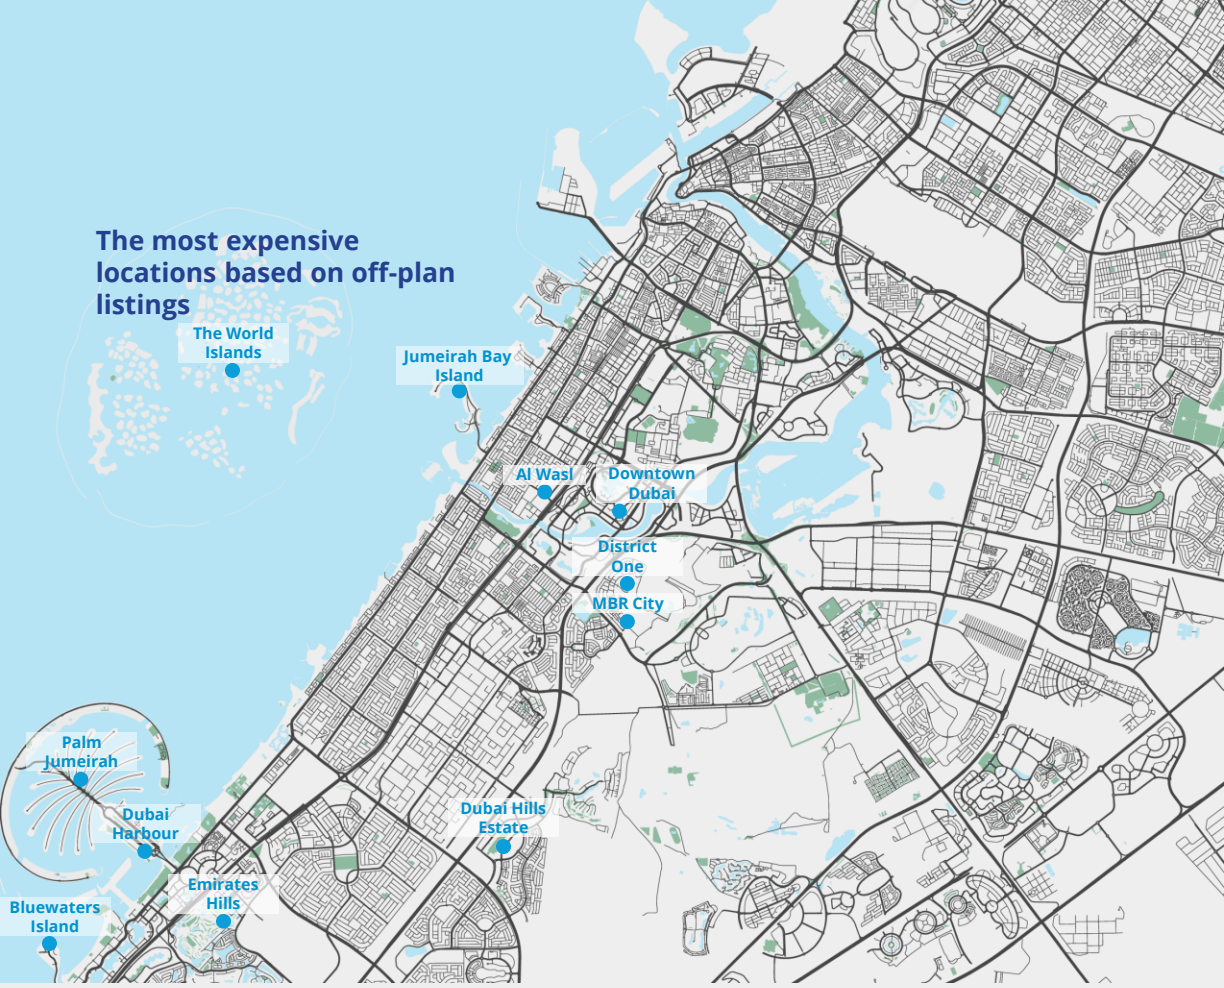 The most expensive
locations based on off-plan
listings
The World
Islands
Jumeirah Bay
Island
Al Wasl
Downtown
Dubai
District
One
MBR City
Palm
Jumeirah
Dubai
Harbour
Dubai Hills
Estate
Emirates
Hills
Bluewaters
Island